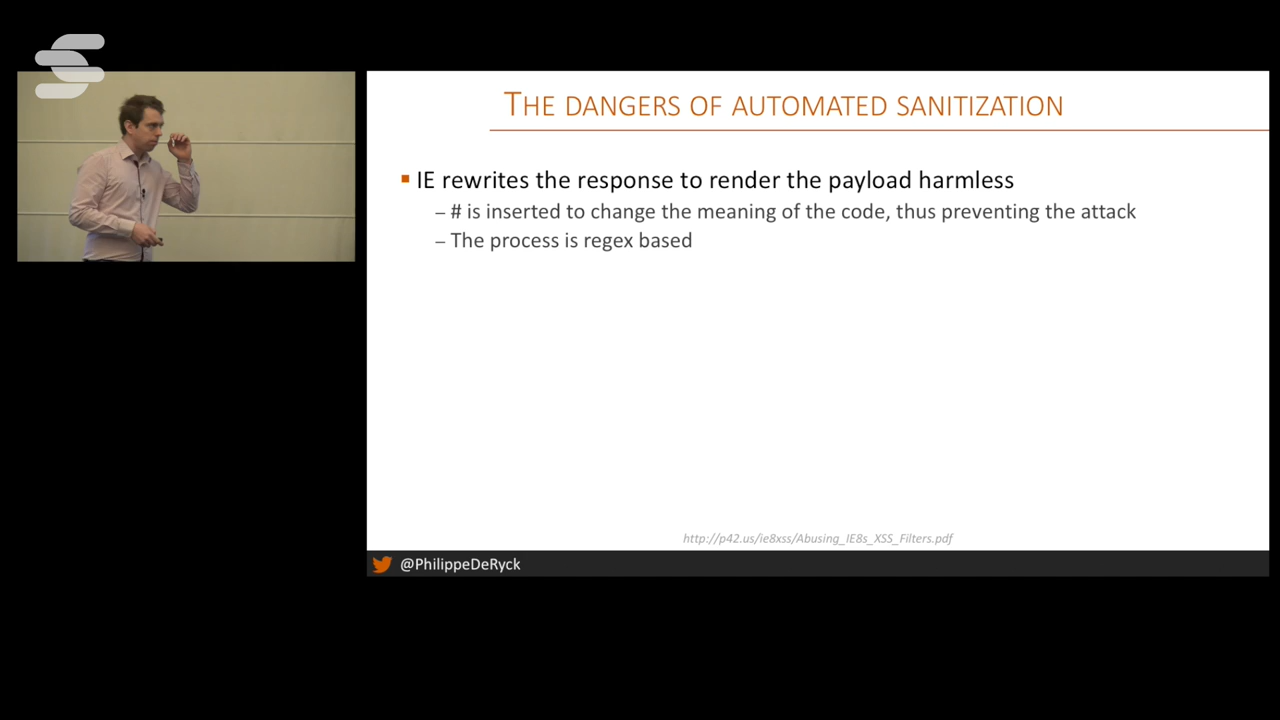 THE DANGERS OF AUTOMATED SANITIZATION
▪ IE rewrites the response to render the payload harmless
– # is inserted to change the meaning of the code, thus preventing the attack
– The process is regex based
http://p42.us/ie8xss/Abusing_IE8s_XSS_Filters.pdf
@PhilippeDeRyck